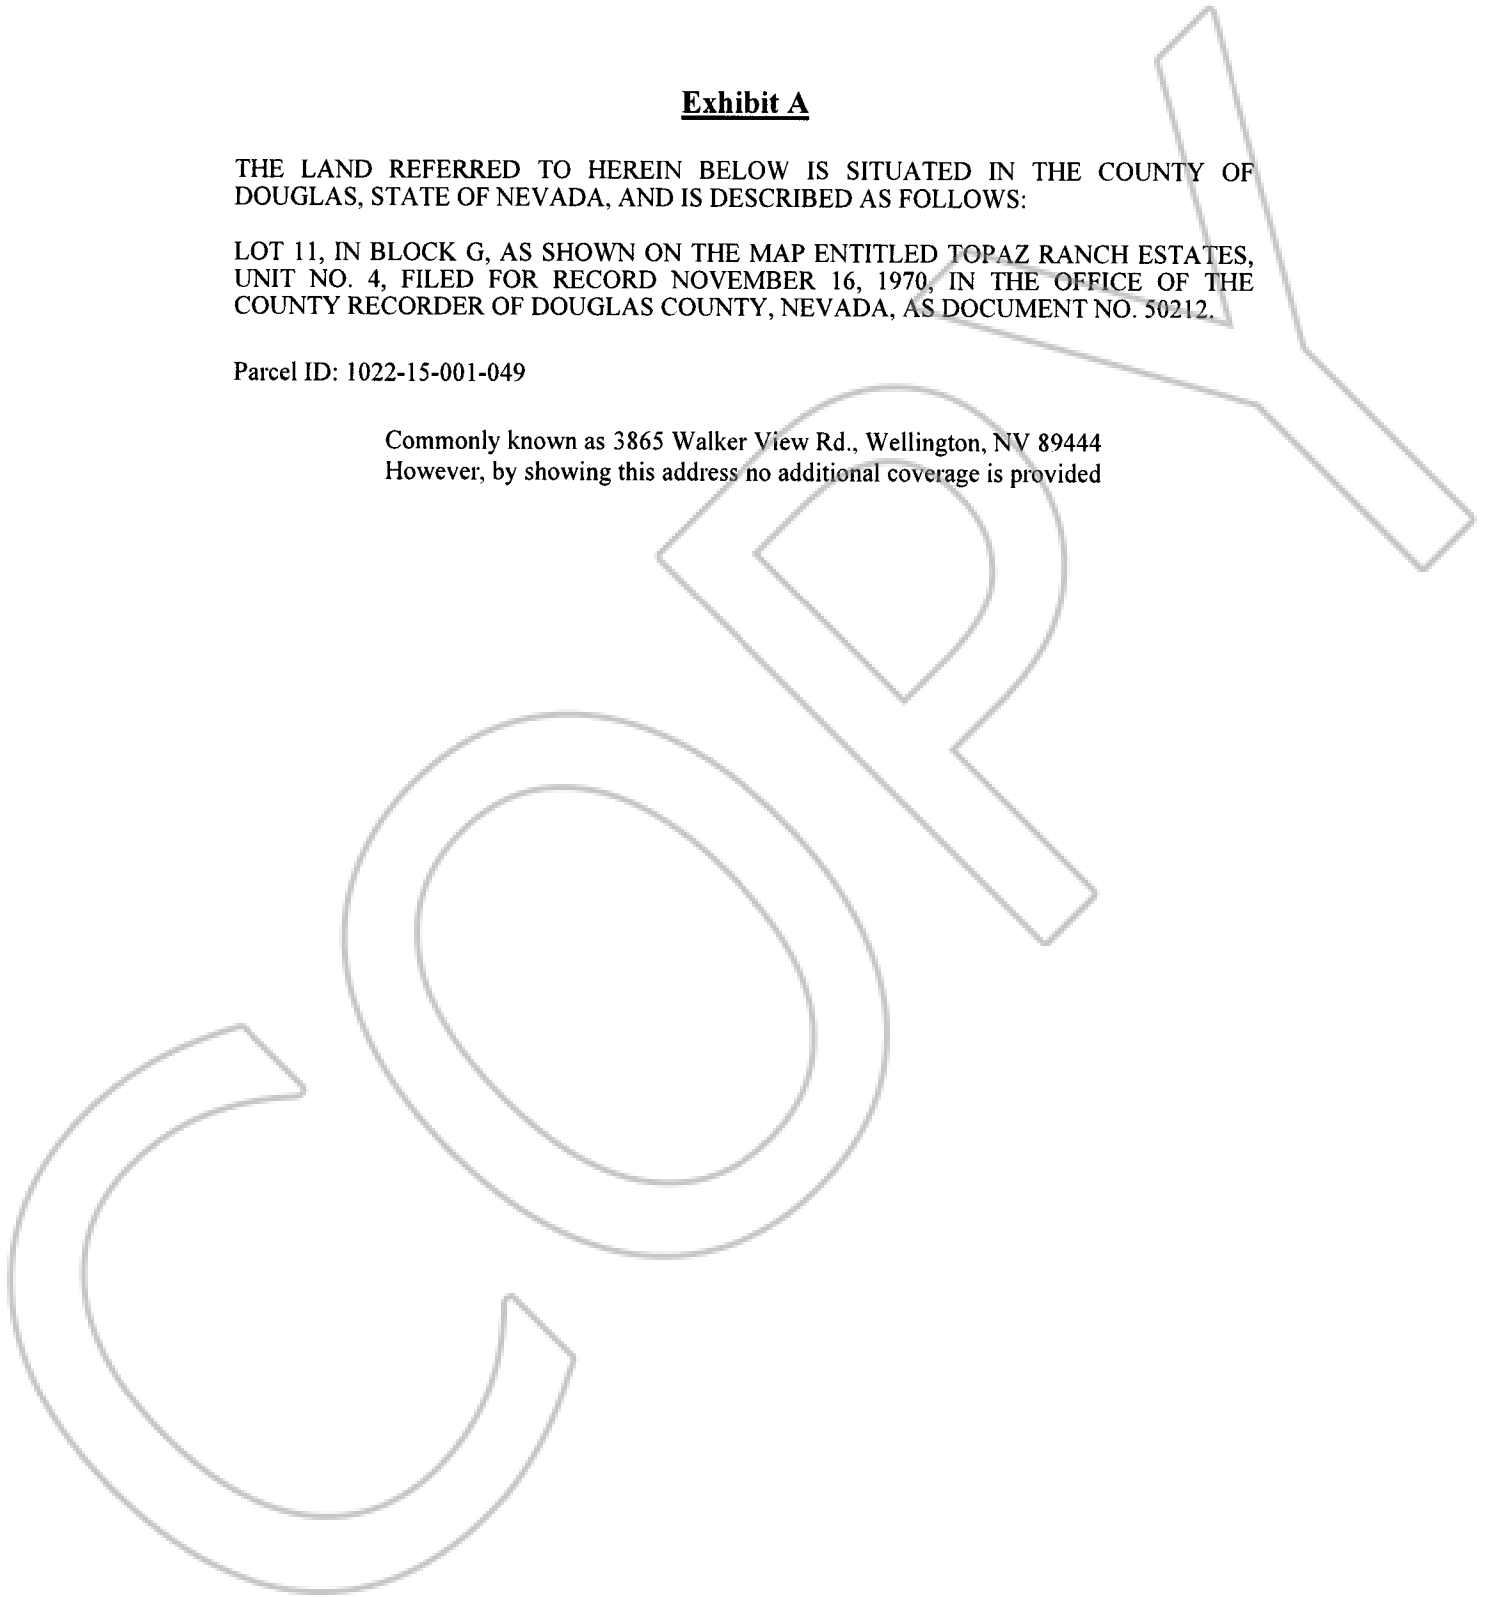 Exhibit A
THE LAND REFERRED TO HEREIN BELOW IS SITUATED IN THE COUNTY OF
DOUGLAS, STATE OF NEVADA, AND IS DESCRIBED AS FOLLOWS:
LOT 11, IN BLOCK G, AS SHOWN ON THE MAP ENTITLED TOPAZ RANCH ESTATES,
UNIT NO. 4, FILED FOR RECORD NOVEMBER 16, 1970, IN THE OFFICE OF THE
COUNTY RECORDER OF DOUGLAS COUNTY, NEVADA, AS DOCUMENT NO. 50212.
Parcel ID: 1022-15-001-049
Commonly known as 3865 Walker View Rd., Wellington, NV 89444
However, by showing this address no additional coverage is provided
COPY